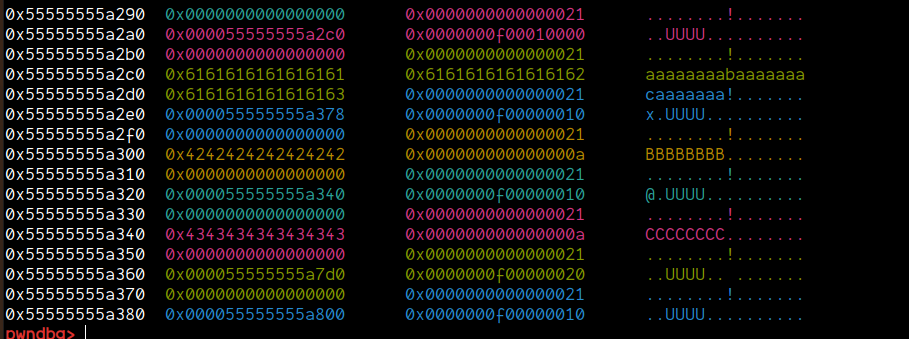 0x55555555a290 0x0000000000000000 0x0000000000000021 ........!.......
0x55555555a2a0 0x000055555555a2c0 0x0000000f00010000 ..UUUU..........
0x55555555a2b0 0x0000000000000000 0x0000000000000021 ........!.......
0x55555555a2c0 0x6161616161616161 0x6161616161616162 aaaaaaaabaaaaaaa
0x55555555a2d0 0x6161616161616163 0x0000000000000021 caaaaaaa!.......
0x55555555a2e0 0x000055555555a378 0x0000000f00000010 x.UUUU..........
0x55555555a2f0 0x0000000000000000 0x0000000000000021 ........!.......
0x55555555a300 0x4242424242424242 0x000000000000000a BBBBBBBB........
0x55555555a310 0x0000000000000000 0x0000000000000021 ........!.......
0x55555555a320 0x000055555555a340 0x0000000f00000010 @.UUUU..........
0x55555555a330 0x0000000000000000 0x0000000000000021 ........!.......
0x55555555a340 0x4343434343434343 0x000000000000000a CCCCCCCC........
0x55555555a350 0x0000000000000000 0x0000000000000021 ........!.......
0x55555555a360 0x000055555555a7d0 0x0000000f00000020 ..UUUU.. .......
0x55555555a370 0x0000000000000000 0x0000000000000021 ........!.......
0x55555555a380 0x000055555555a800 0x0000000f00000010 ..UUUU..........
pwndbg>